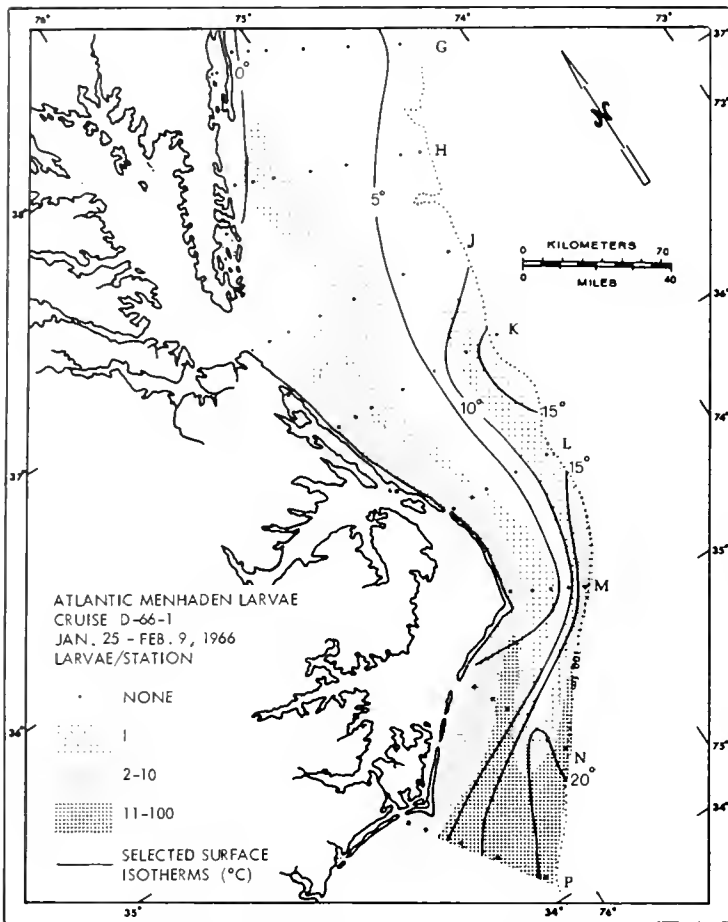 76° 75° 74° 73°
37°
G
0°
73°
H
5°
38°
J
KILOMETERS
0 70
0 40
MILES
N
36°
K
10°
15°
74°
L
37°
15°
35°
M
ATLANTIC MENHADEN LARVAE
CRUISE D-66-1
JAN. 25 - FEB. 9, 1966
LARVAE/STATION
NONE
1
2-10
11-100
SELECTED SURFACE
ISOTHERMS (°C)
36°
75°
N
20°
34°
P
35° 34° 76°